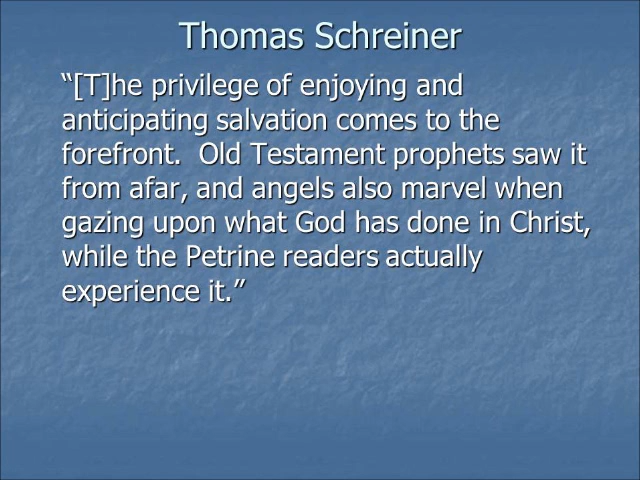 Thomas Schreiner
“[T]he privilege of enjoying and
anticipating salvation comes to the
forefront.  Old Testament prophets saw it
from afar, and angels also marvel when
gazing upon what God has done in Christ,
while the Petrine readers actually
experience it.”